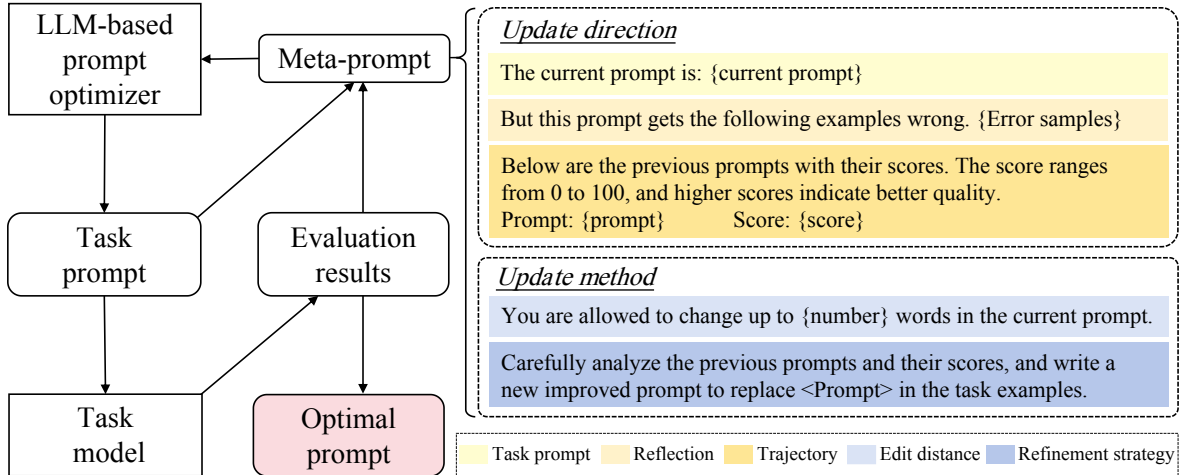 LLM-based
prompt
optimizer
Meta-prompt
Task
prompt
Evaluation
results
Task
model
Optimal
prompt
Update direction
The current prompt is: {current prompt}
But this prompt gets the following examples wrong. {Error samples}
Below are the previous prompts with their scores. The score ranges
from 0 to 100, and higher scores indicate better quality.
Prompt: {prompt} Score: {score}
Update method
You are allowed to change up to {number} words in the current prompt.
Carefully analyze the previous prompts and their scores, and write a
new improved prompt to replace <Prompt> in the task examples.
Task prompt Reflection Trajectory Edit distance Refinement strategy